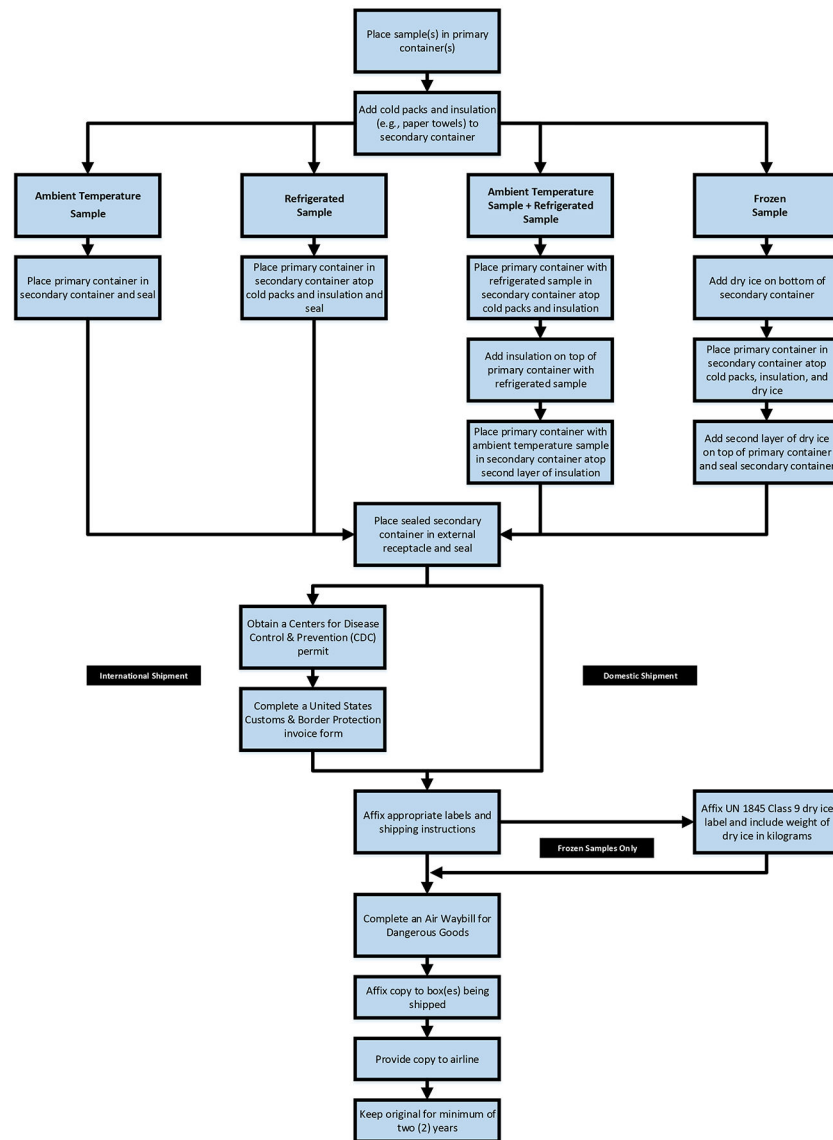 Place sample(s) in primary
container(s)
Add cold packs and insulation
(e.g., paper towels) to
secondary container
Ambient Temperature
Sample
Refrigerated
Sample
Ambient Temperature
Sample + Refrigerated
Sample
Frozen
Sample
Place primary container in
secondary container and seal
Place primary container in
secondary container atop
cold packs and insulation and
seal
Place primary container with
refrigerated sample in
secondary container atop
cold packs and insulation
Add dry ice on bottom of
secondary container
Add insulation on top of
primary container with
refrigerated sample
Place primary container in
secondary container atop
cold packs, insulation, and
dry ice
Place primary container with
ambient temperature sample
in secondary container atop
second layer of insulation
Add second layer of dry ice
on top of primary container
and seal secondary container
Place sealed secondary
container in external
receptacle and seal
Obtain a Centers for Disease
Control & Prevention (CDC)
permit
International Shipment
Domestic Shipment
Complete a United States
Customs & Border Protection
invoice form
Affix appropriate labels and
shipping instructions
Affix UN 1845 Class 9 dry ice
label and include weight of
dry ice in kilograms
Frozen Samples Only
Complete an Air Waybill for
Dangerous Goods
Affix copy to box(es) being
shipped
Provide copy to airline
Keep original for minimum of
two (2) years